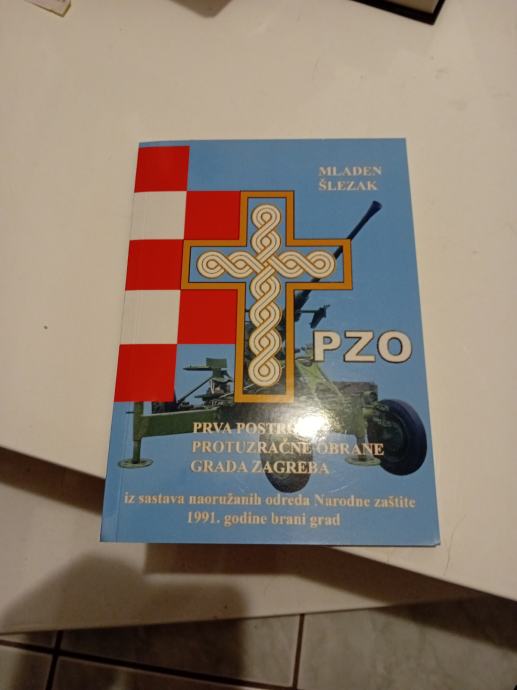 MLADEN
ŠLEZAK
PZO
PRVA
PROTUZRAČNE OBRANE
GRADA ZAGREBA
iz sastava naoružanih odreda Narodne zaštite
1991. godine brani grad